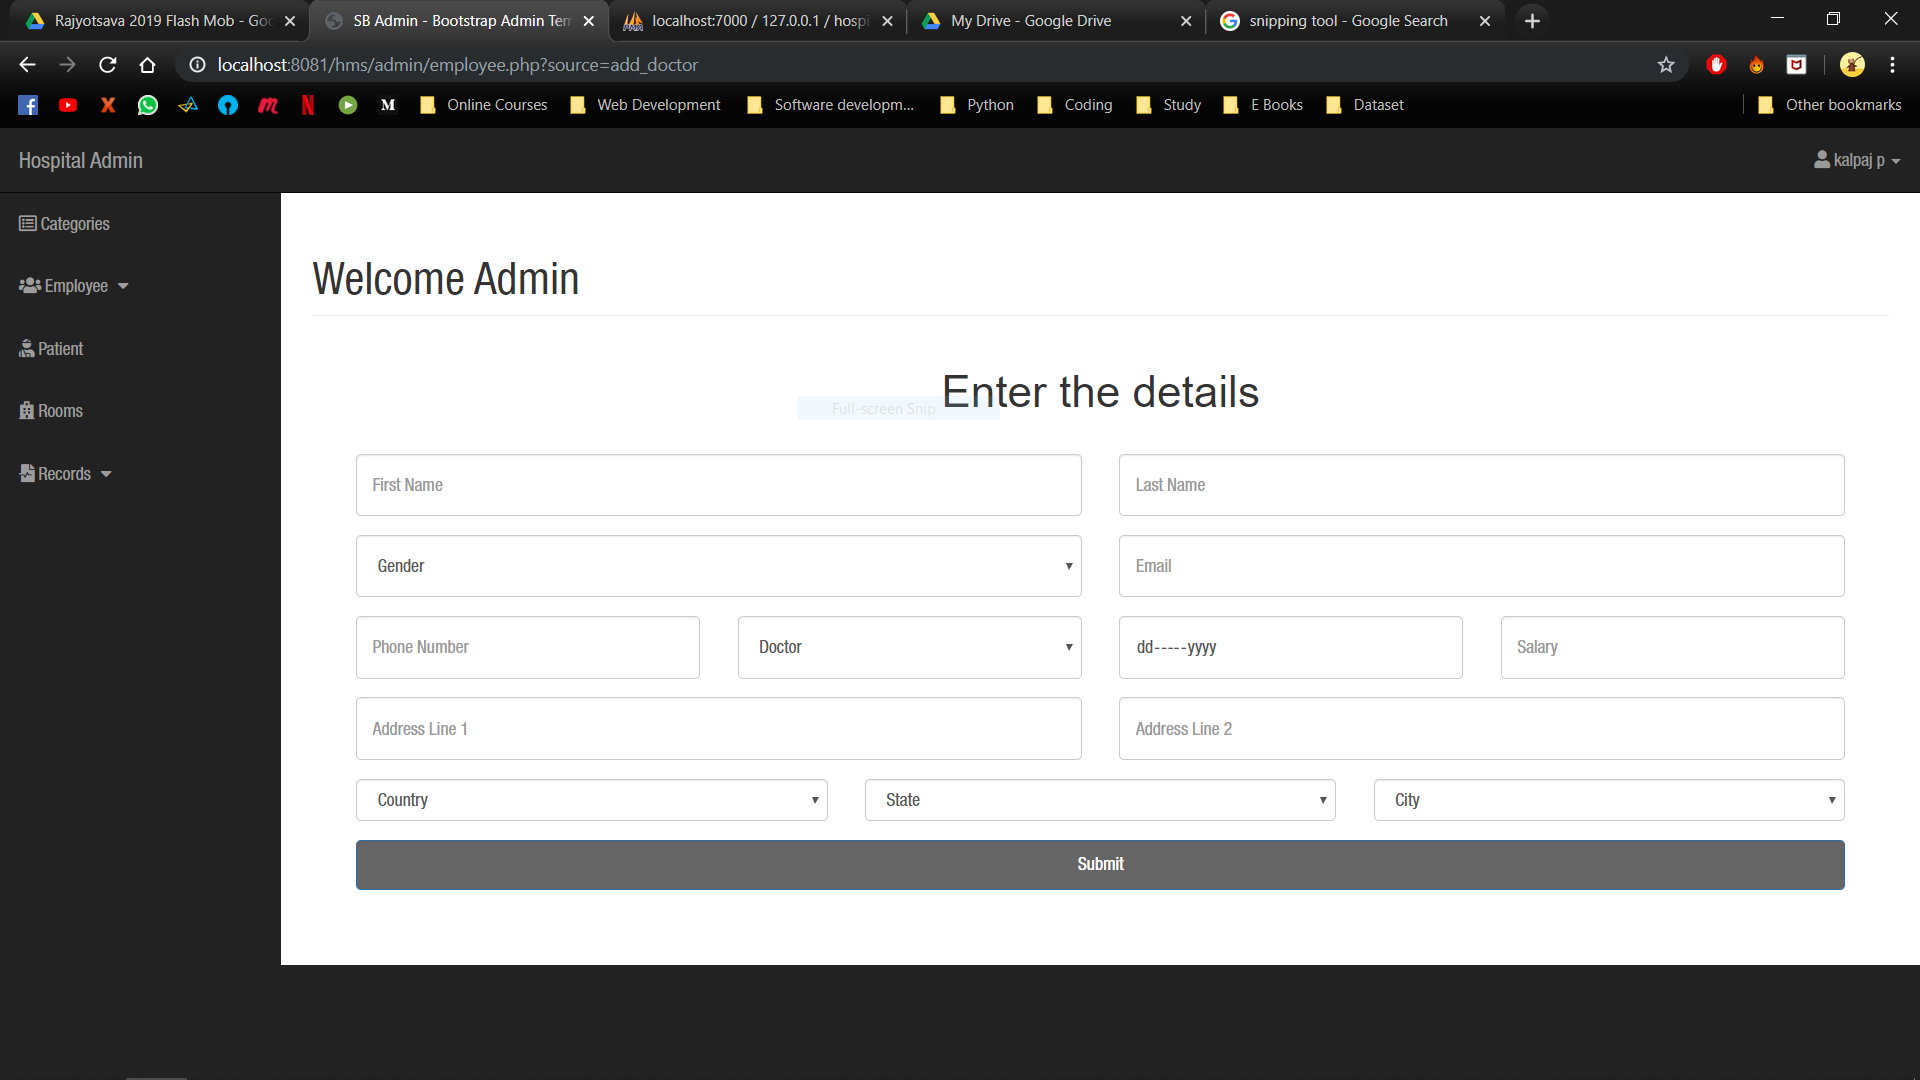 Rajyotsava 2019 Flash Mob - Goo
SB Admin - Bootstrap Admin Tem
localhost:7000 / 127.0.0.1 / hospi
My Drive - Google Drive
snipping tool - Google Search
localhost:8081/hms/admin/employee.php?source=add_doctor
Online Courses
Web Development
Software developm...
Python
Coding
Study
E Books
Dataset
Other bookmarks
Hospital Admin
kalpaj p
Categories
Employee
Patient
Rooms
Records
Welcome Admin
Enter the details
Full-screen Snip
First Name
Last Name
Gender
Email
Phone Number
Doctor
dd-----yyyy
Salary
Address Line 1
Address Line 2
Country
State
City
Submit